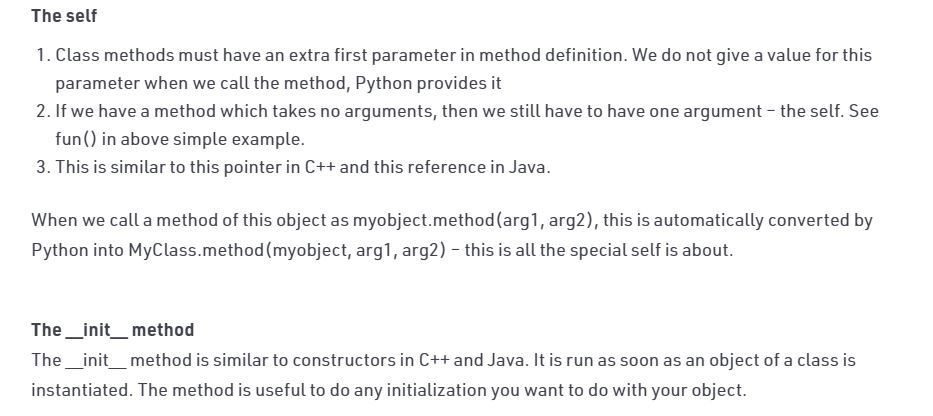 The self
1. Class methods must have an extra first parameter in method definition. We do not give a value for this
parameter when we call the method, Python provides it
2. If we have a method which takes no arguments, then we still have to have one argument – the self. See
fun() in above simple example.
3. This is similar to this pointer in C++ and this reference in Java.
When we call a method of this object as myobject.method(arg1, arg2), this is automatically converted by
Python into MyClass.method(myobject, arg1, arg2) – this is all the special self is about.
The __init__ method
The __init__ method is similar to constructors in C++ and Java. It is run as soon as an object of a class is
instantiated. The method is useful to do any initialization you want to do with your object.